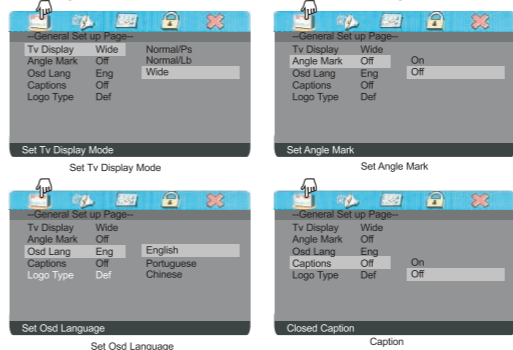 --General Set up Page--
Tv Display Wide Normal/Ps
Angle Mark Off Normal/Lb
Osd Lang Eng Wide
Captions Off
Logo Type Def
Set Tv Display Mode
Set Tv Display Mode
--General Set up Page--
Tv Display Wide
Angle Mark Off On
Osd Lang Eng Off
Captions Off
Logo Type Def
Set Angle Mark
Set Angle Mark
--General Set up Page--
Tv Display Wide
Angle Mark Off
Osd Lang Eng English
Captions Off Portuguese
Logo Type Def Chinese
Set Osd Language
Set Osd Language
--General Set up Page--
Tv Display Wide
Angle Mark Off
Osd Lang Eng
Captions Off On
Logo Type Def Off
Closed Caption
Caption